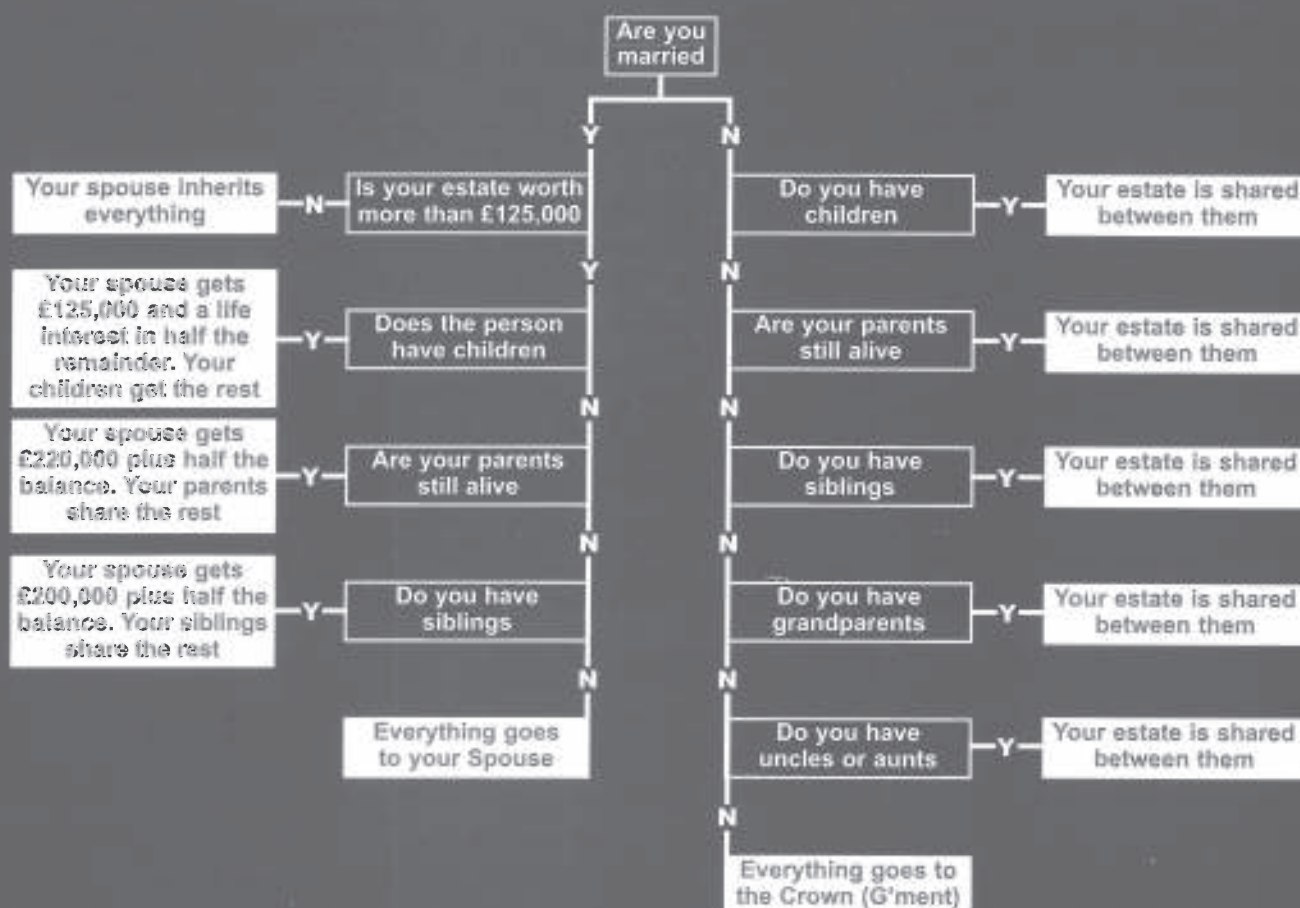 Are you
married
Y
N
Your spouse Inherits
everything
N
Is your estate worth
more than £125,000
Do you have
children
Y
Your estate is shared
between them
Y
N
Your spouse gets
£125,000 and a life
interest in half the
remainder. Your
children get the rest
Y
Does the person
have children
Are your parents
still alive
Y
Your estate is shared
between them
N
N
Your spouse gets
£220,000 plus half the
balance. Your parents
share the rest
Y
Are your parents
still alive
Do you have
siblings
Y
Your estate is shared
between them
N
N
Your spouse gets
£200,000 plus half the
balance. Your siblings
share the rest
Y
Do you have
siblings
Do you have
grandparents
Y
Your estate is shared
between them
N
N
Everything goes
to your Spouse
Do you have
uncles or aunts
Y
Your estate is shared
between them
N
Everything goes to
the Crown (G'ment)